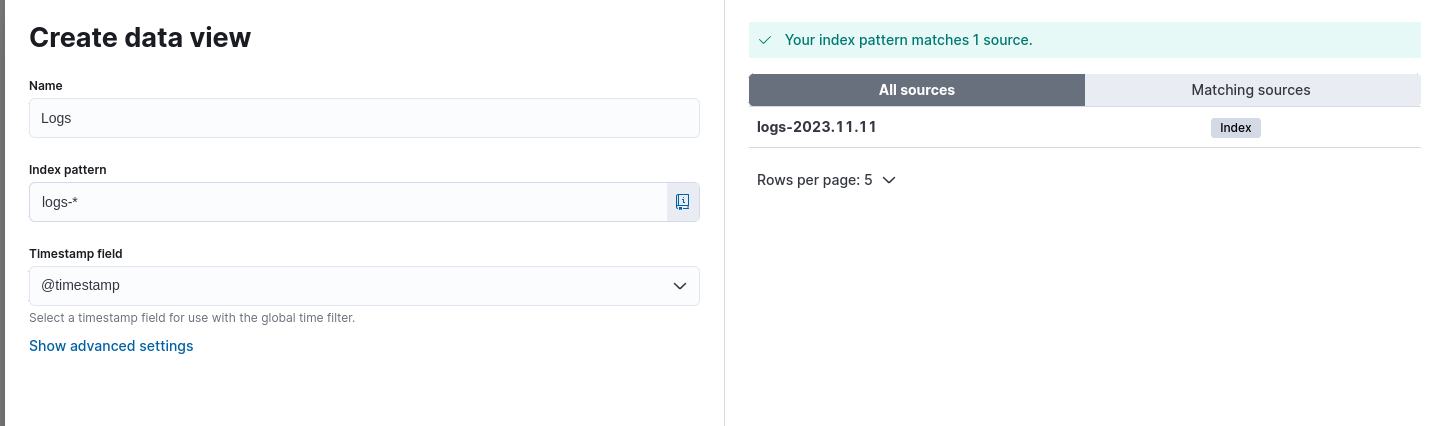 Create data view
Name
Logs
Index pattern
logs-*
Timestamp field
@timestamp
Select a timestamp field for use with the global time filter.
Show advanced settings
Your index pattern matches 1 source.
All sources
Matching sources
logs-2023.11.11
Index
Rows per page: 5